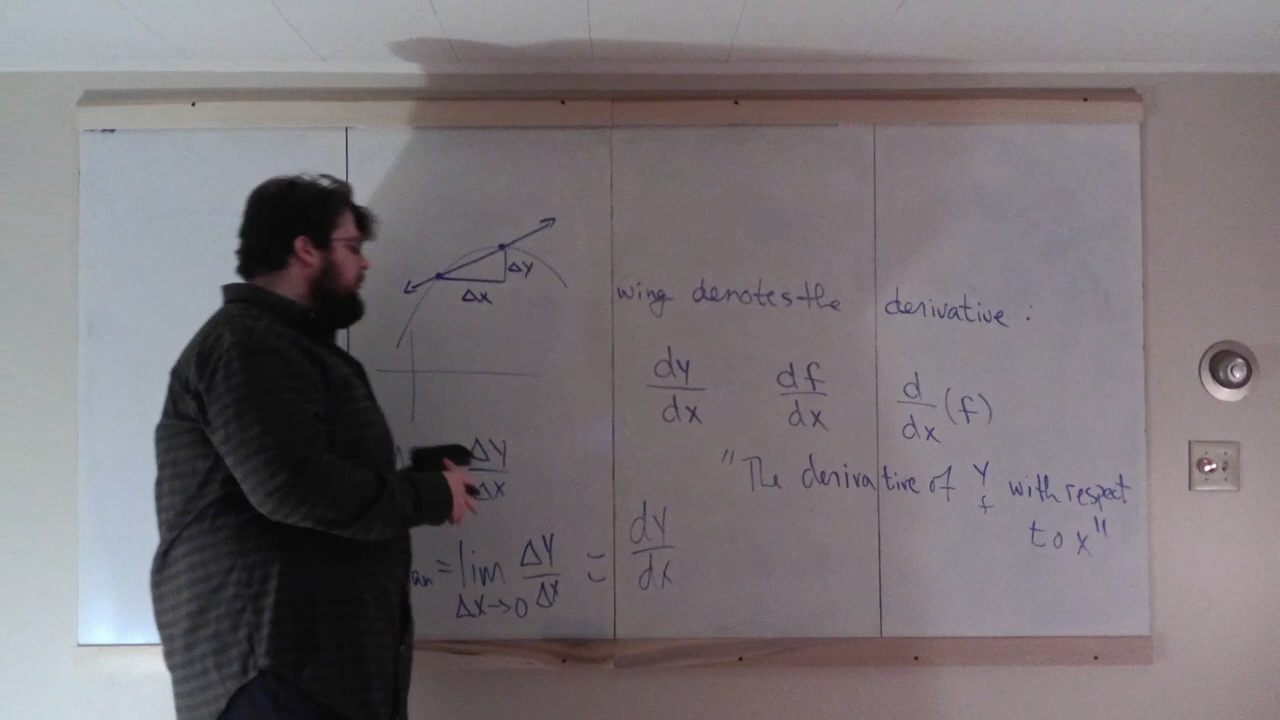 ΔY
ΔX
wing denotes the derivative :
dy/dx df/dx d/dx (f)
ΔY/ΔX
"The derivative of y with respect
f
to x"
= lim ΔY/ΔX = dY/dx
ΔX→0